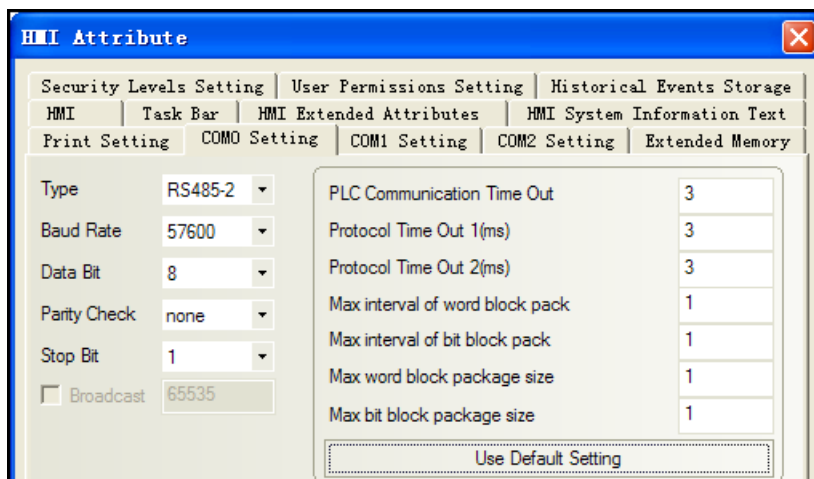 HMI Attribute
Security Levels Setting User Permissions Setting Historical Events Storage
HMI Task Bar HMI Extended Attributes HMI System Information Text
Print Setting COM0 Setting COM1 Setting COM2 Setting Extended Memory
Type RS485-2
Baud Rate 57600
Data Bit 8
Parity Check none
Stop Bit 1
Broadcast 65535
PLC Communication Time Out 3
Protocol Time Out 1(ms) 3
Protocol Time Out 2(ms) 3
Max interval of word block pack 1
Max interval of bit block pack 1
Max word block package size 1
Max bit block package size 1
Use Default Setting